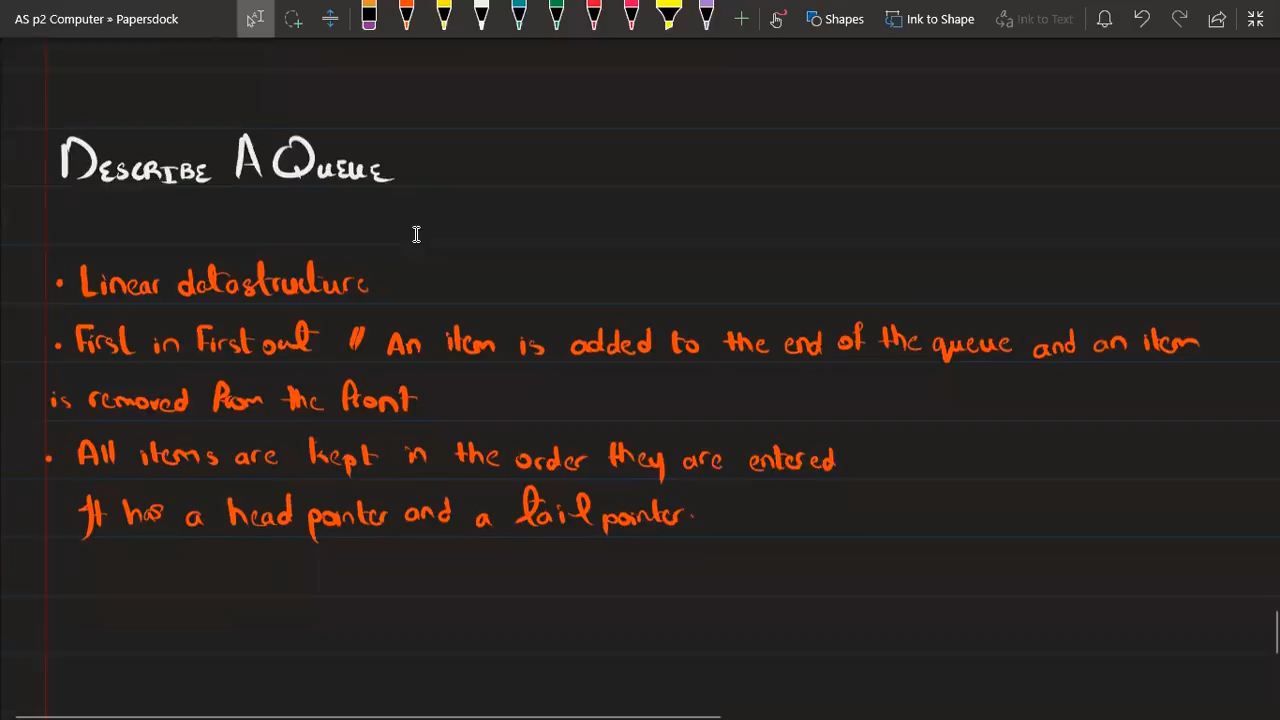 AS p2 Computer » Papersdock
Shapes
Ink to Shape
Ink to Text
DESCRIBE A QUEUE
• Linear datastructure
• First in First out // An item is added to the end of the queue and an item
is removed from the front
• All items are kept in the order they are entered
It has a head pointer and a tail pointer.